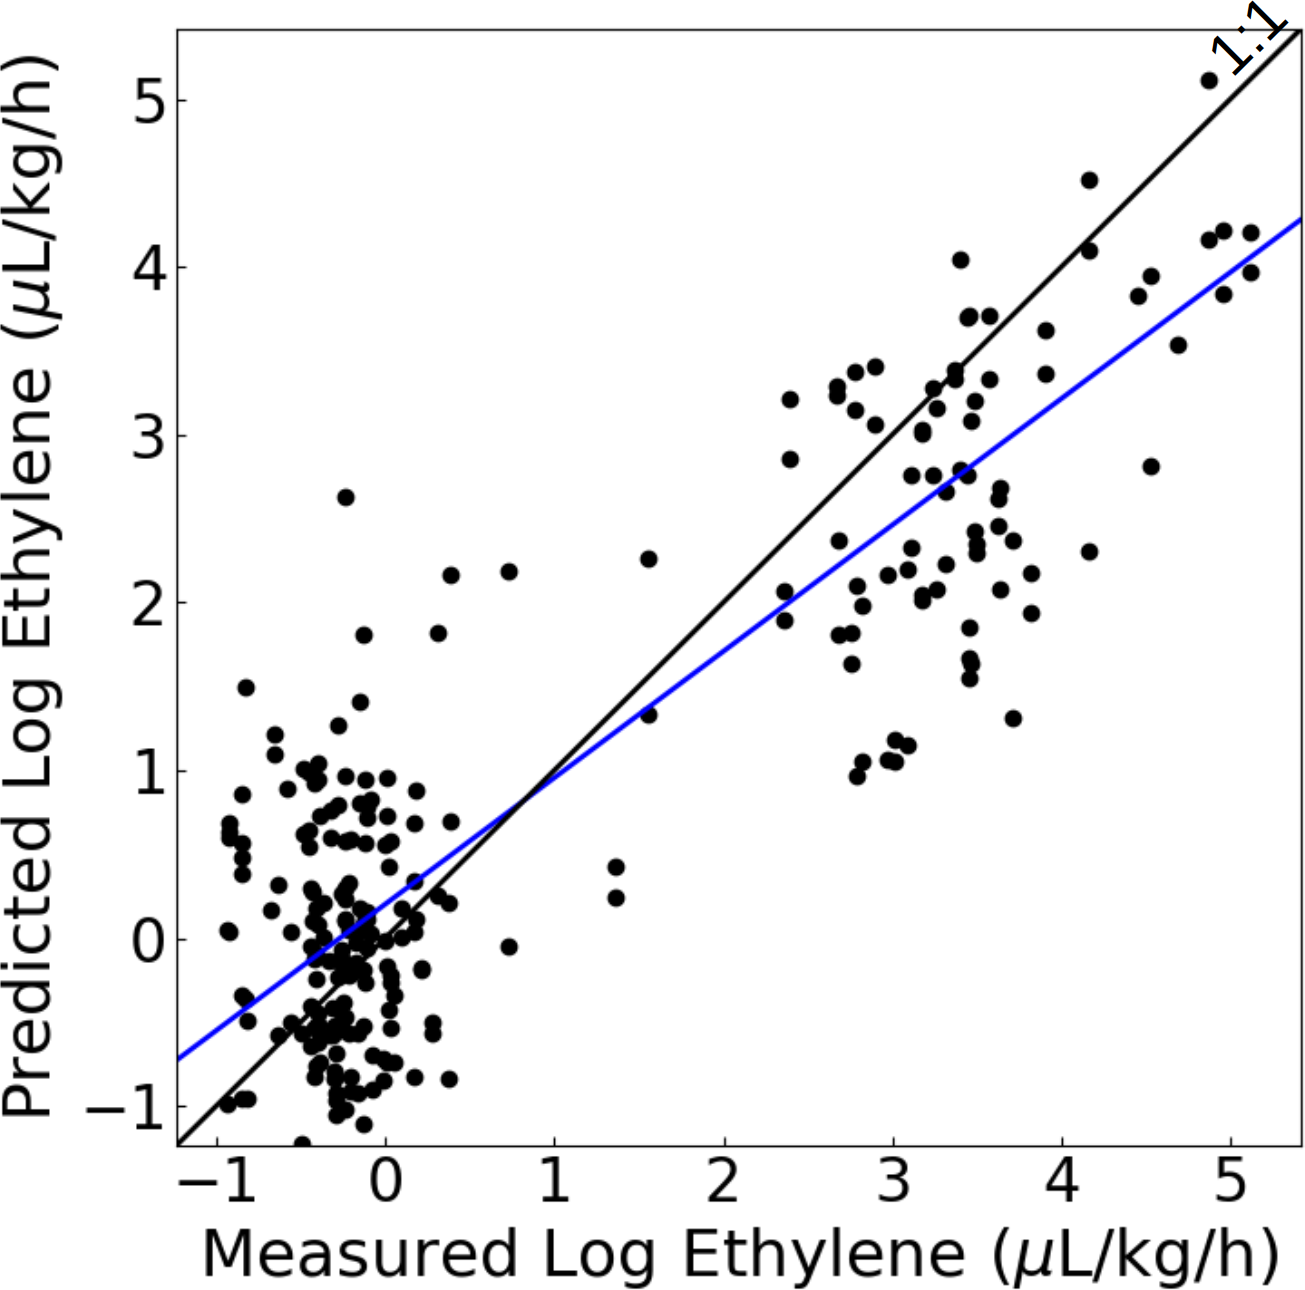 1:1
5
4
3
2
1
0
−1
Predicted Log Ethylene (μL/kg/h)
−1 0 1 2 3 4 5
Measured Log Ethylene (μL/kg/h)